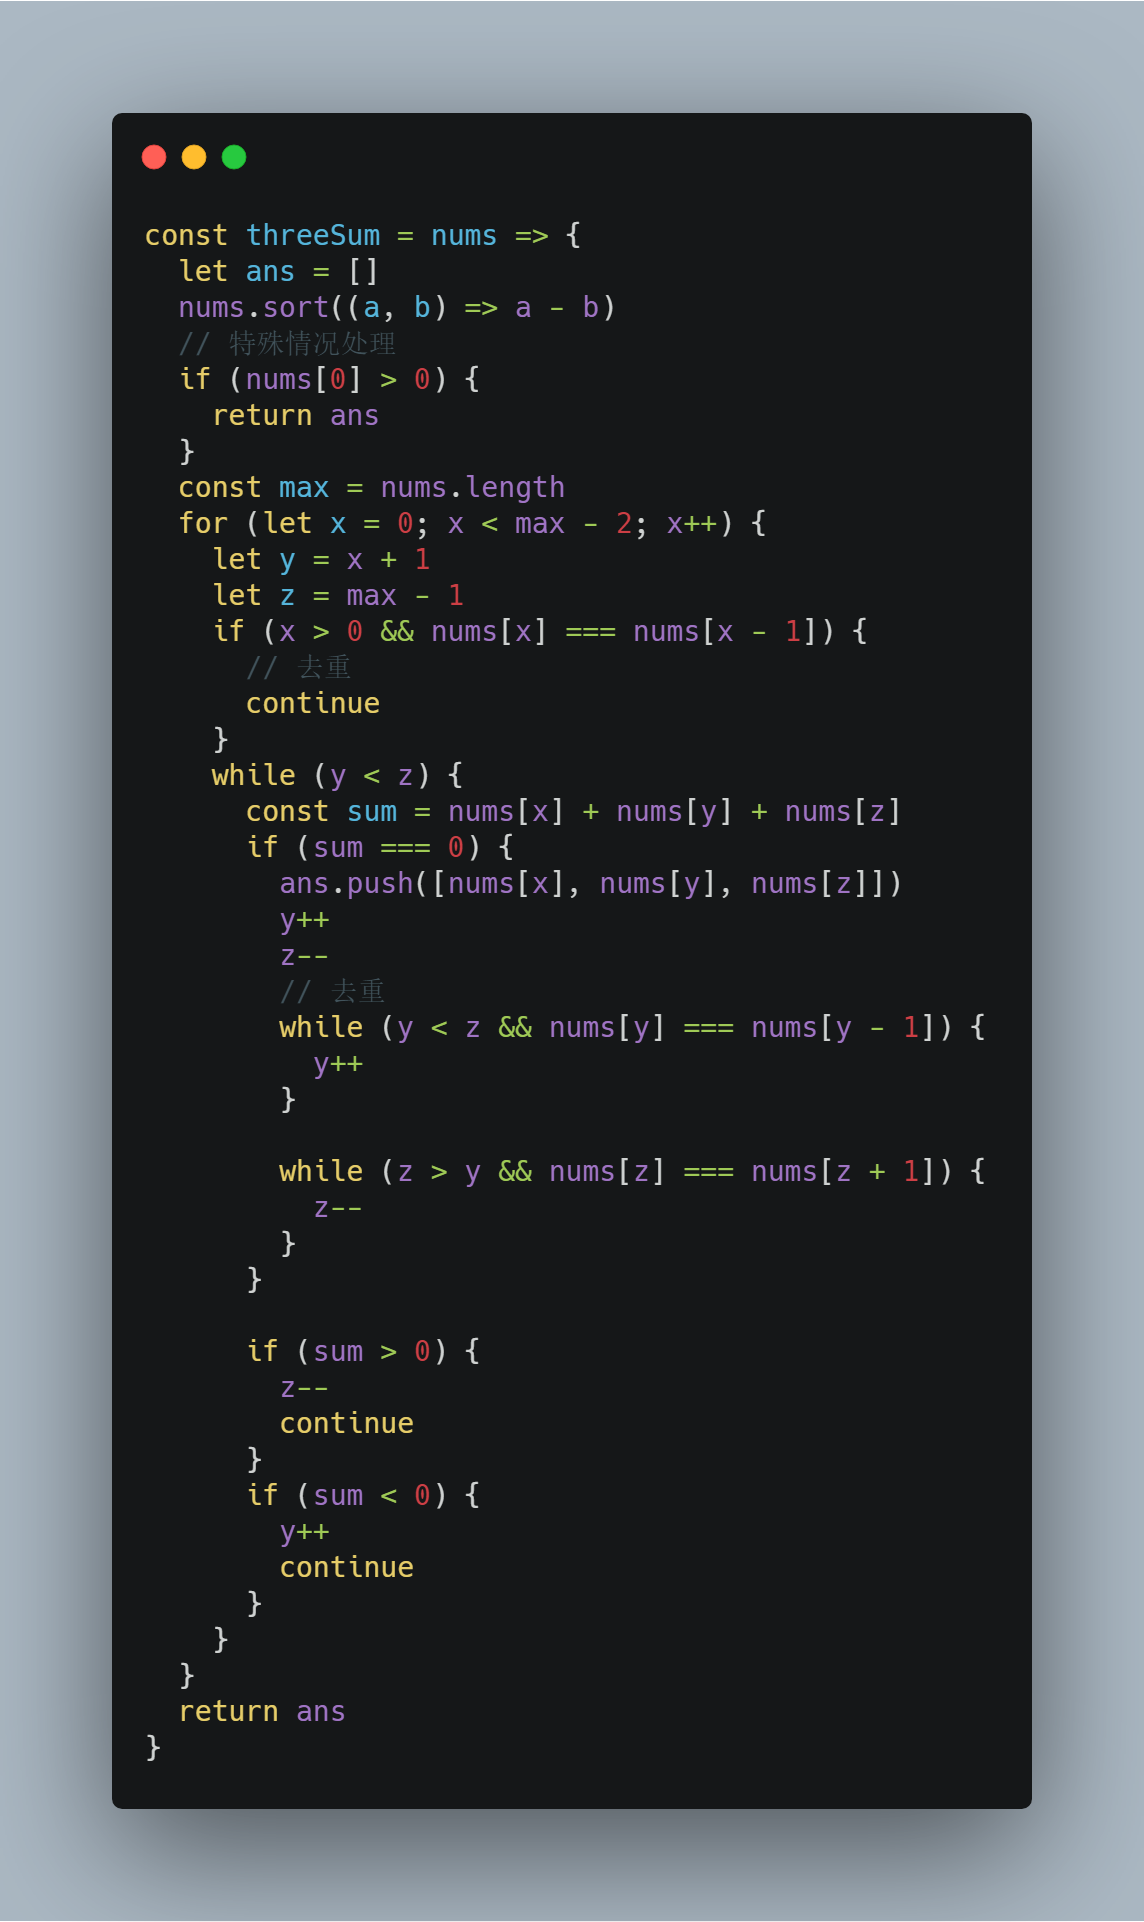 const threeSum = nums => {
  let ans = []
  nums.sort((a, b) => a - b)
  // 特殊情况处理
  if (nums[0] > 0) {
    return ans
  }
  const max = nums.length
  for (let x = 0; x < max - 2; x++) {
    let y = x + 1
    let z = max - 1
    if (x > 0 && nums[x] === nums[x - 1]) {
      // 去重
      continue
    }
    while (y < z) {
      const sum = nums[x] + nums[y] + nums[z]
      if (sum === 0) {
        ans.push([nums[x], nums[y], nums[z]])
        y++
        z--
        // 去重
        while (y < z && nums[y] === nums[y - 1]) {
          y++
        }

        while (z > y && nums[z] === nums[z + 1]) {
          z--
        }
      }

      if (sum > 0) {
        z--
        continue
      }
      if (sum < 0) {
        y++
        continue
      }
    }
  }
  return ans
}